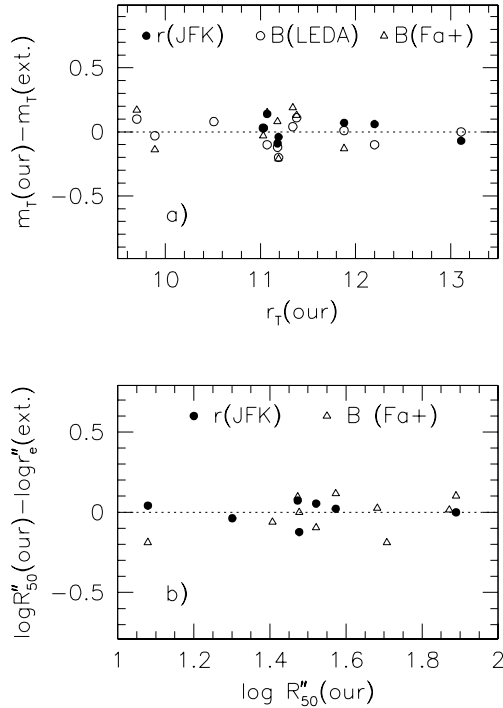 r(JFK) B(LEDA) B(Fa+)
m_T(our)−m_T(ext.)
0.5
0
−0.5
a)
10 11 12 13
r_T(our)
r(JFK) B (Fa+)
logR″_50(our)−logr″_e(ext.)
0.5
0
−0.5
b)
1 1.2 1.4 1.6 1.8 2
log R″_50(our)